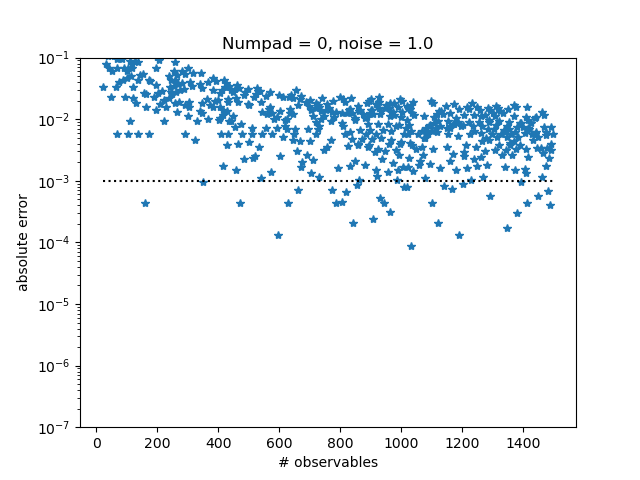 Numpad = 0, noise = 1.0
absolute error
10⁻¹
10⁻²
10⁻³
10⁻⁴
10⁻⁵
10⁻⁶
10⁻⁷
0 200 400 600 800 1000 1200 1400
# observables